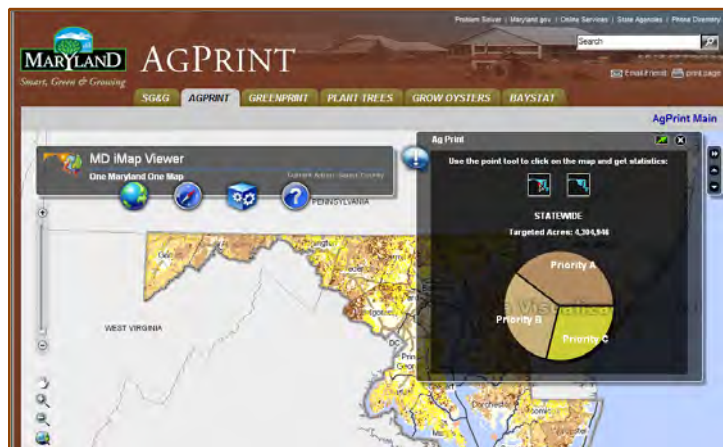 Problem Solver | Maryland.gov | Online Services | State Agencies | Phone Directory
Search
MARYLAND
Smart, Green & Growing
AGPRINT
Email Friend print page
SG&G AGPRINT GREENPRINT PLANT TREES GROW OYSTERS BAYSTAT
AgPrint Main
Ag Print
MD iMap Viewer
One Maryland One Map
Use the point tool to click on the map and get statistics:
PENNSYLVANIA
STATEWIDE
Targeted Acres: 4,304,946
Priority A
Priority B
Priority C
WEST VIRGINIA
DC
Dorchester